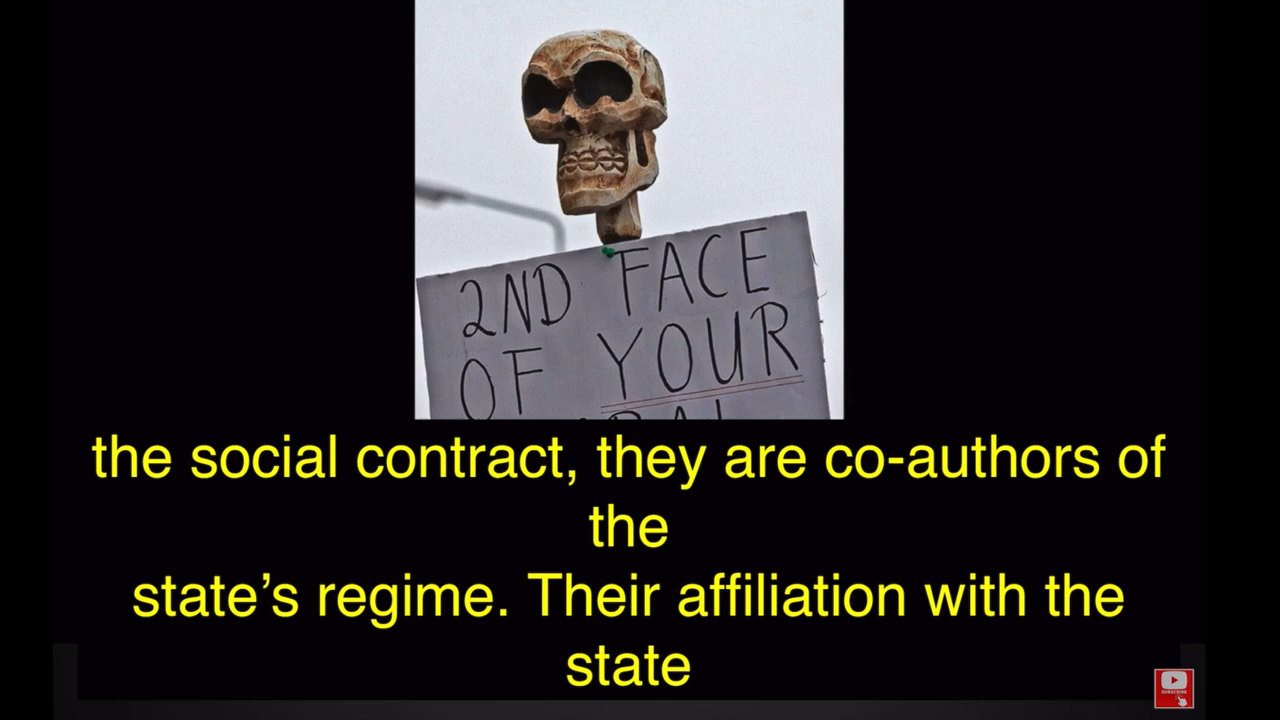 2ND FACE
OF YOUR
the social contract, they are co-authors of
the
state’s regime. Their affiliation with the
state
SUBSCRIBE